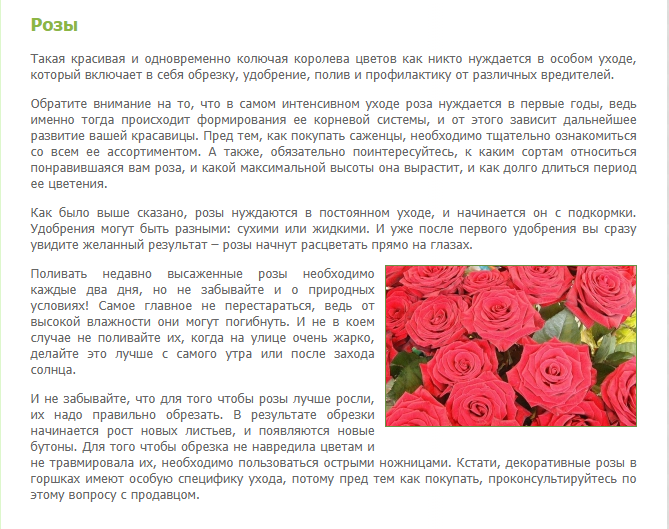 Розы
Такая красивая и одновременно колючая королева цветов как никто нуждается в особом уходе,
который включает в себя обрезку, удобрение, полив и профилактику от различных вредителей.
Обратите внимание на то, что в самом интенсивном уходе роза нуждается в первые годы, ведь
именно тогда происходит формирования ее корневой системы, и от этого зависит дальнейшее
развитие вашей красавицы. Пред тем, как покупать саженцы, необходимо тщательно ознакомиться
со всем ее ассортиментом. А также, обязательно поинтересуйтесь, к каким сортам относиться
понравившаяся вам роза, и какой максимальной высоты она вырастит, и как долго длиться период
ее цветения.
Как было выше сказано, розы нуждаются в постоянном уходе, и начинается он с подкормки.
Удобрения могут быть разными: сухими или жидкими. И уже после первого удобрения вы сразу
увидите желанный результат – розы начнут расцветать прямо на глазах.
Поливать недавно высаженные розы необходимо
каждые два дня, но не забывайте и о природных
условиях! Самое главное не перестараться, ведь от
высокой влажности они могут погибнуть. И не в коем
случае не поливайте их, когда на улице очень жарко,
делайте это лучше с самого утра или после захода
солнца.
И не забывайте, что для того чтобы розы лучше росли,
их надо правильно обрезать. В результате обрезки
начинается рост новых листьев, и появляются новые
бутоны. Для того чтобы обрезка не навредила цветам и
не травмировала их, необходимо пользоваться острыми ножницами. Кстати, декоративные розы в
горшках имеют особую специфику ухода, потому пред тем как покупать, проконсультируйтесь по
этому вопросу с продавцом.